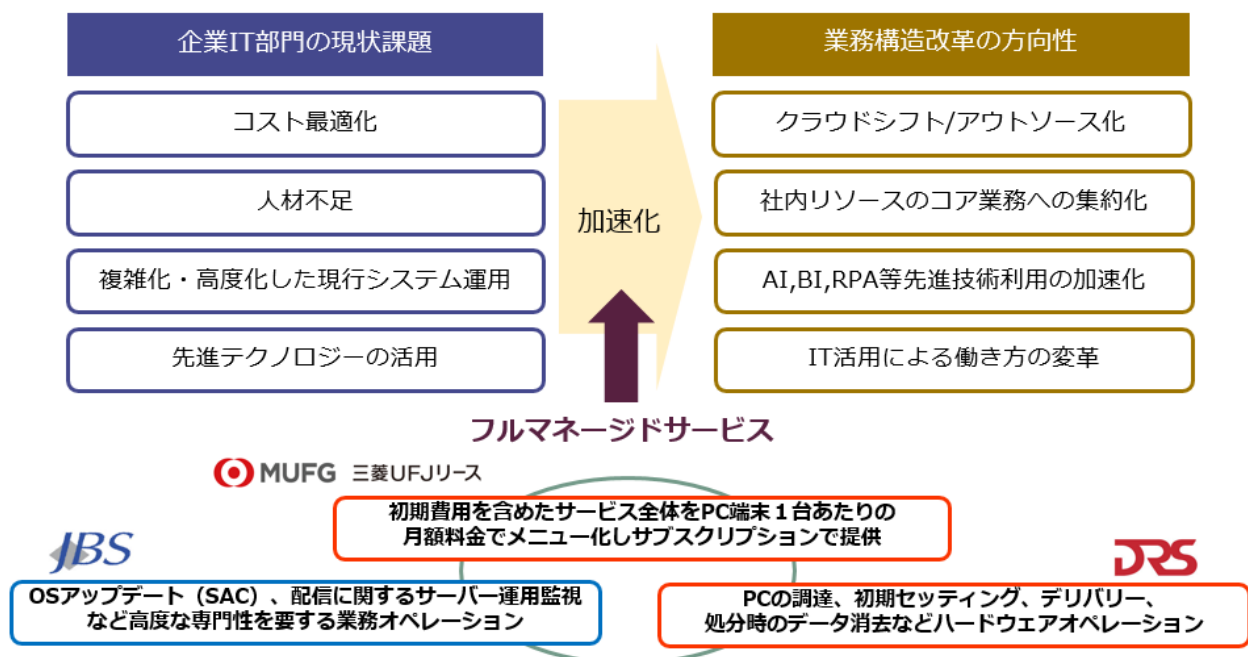 企業IT部門の現状課題
業務構造改革の方向性
コスト最適化
人材不足
複雑化・高度化した現行システム運用
先進テクノロジーの活用
加速化
クラウドシフト/アウトソース化
社内リソースのコア業務への集約化
AI,BI,RPA等先進技術利用の加速化
IT活用による働き方の変革
フルマネージドサービス
MUFG 三菱UFJリース
初期費用を含めたサービス全体をPC端末１台あたりの
月額料金でメニュー化しサブスクリプションで提供
JBS
OSアップデート（SAC）、配信に関するサーバー運用監視
など高度な専門性を要する業務オペレーション
DRS
PCの調達、初期セッティング、デリバリー、
処分時のデータ消去などハードウェアオペレーション